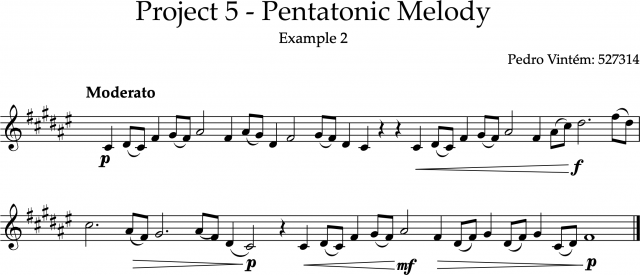 Project 5 - Pentatonic Melody
Example 2
Pedro Vintém: 527314
Moderato
p
f
p
mf
p